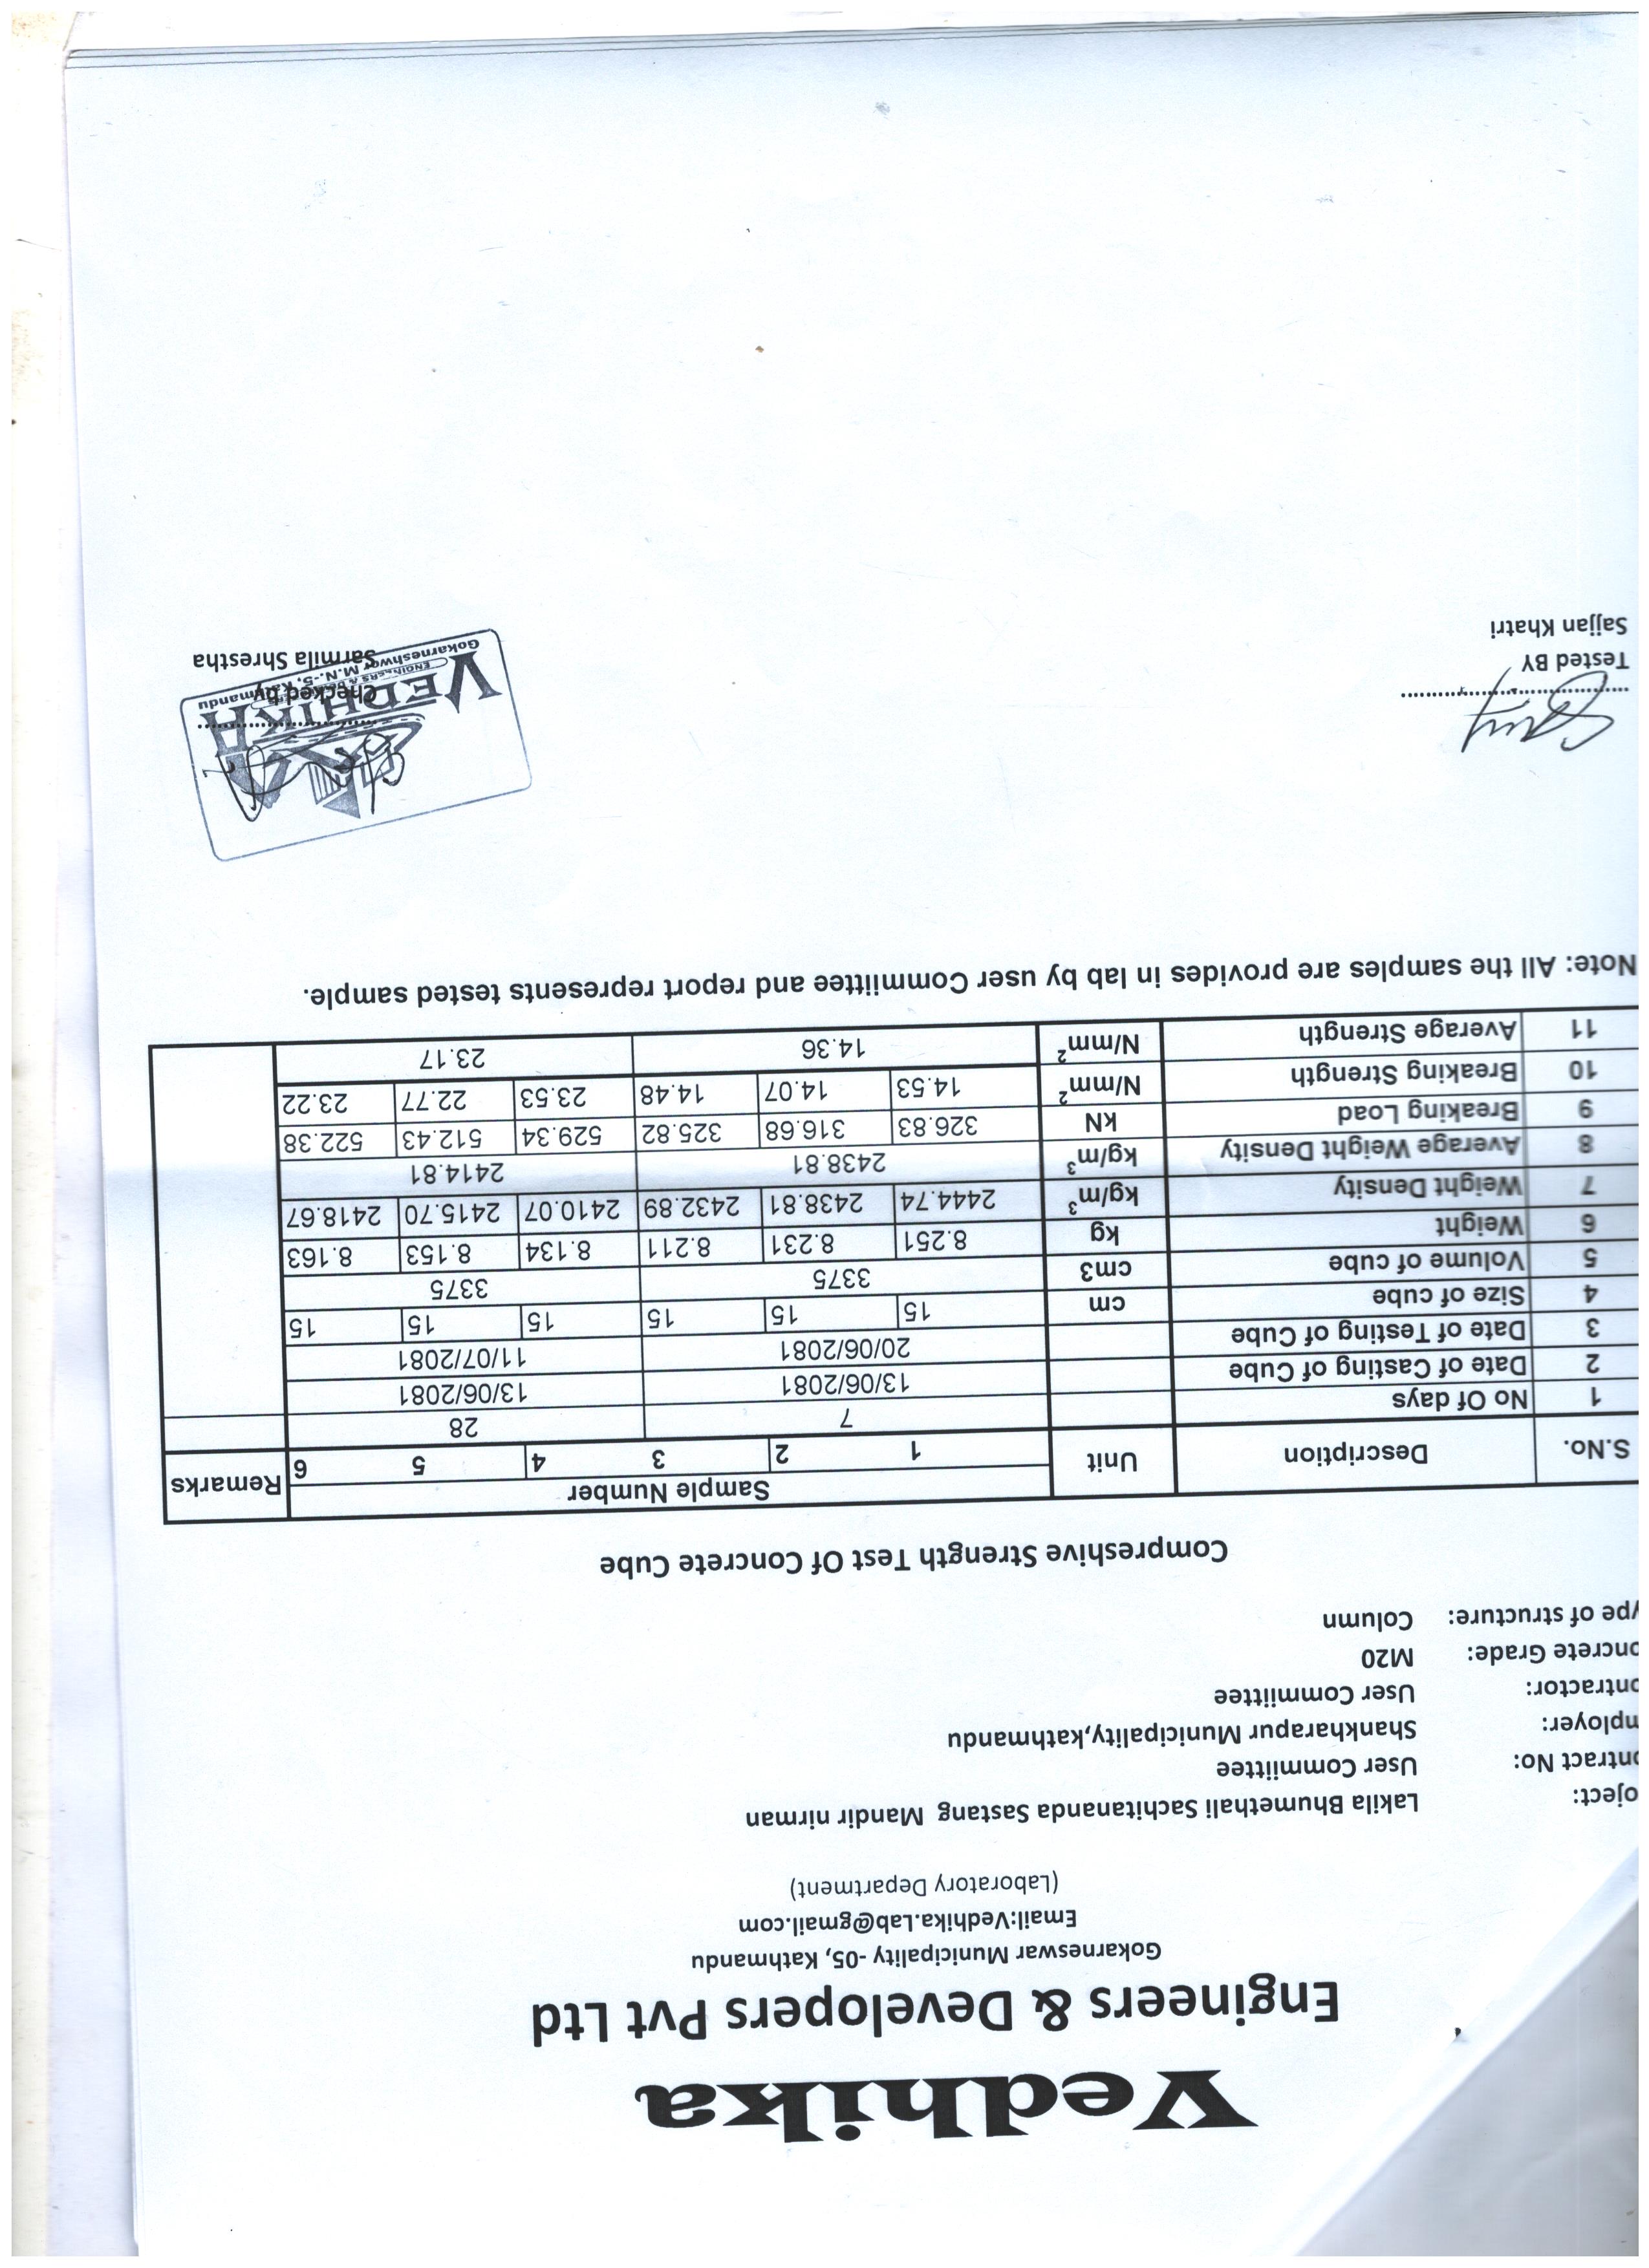 Vedhika
Engineers & Developers Pvt Ltd
Gokarneswar Municipality -05, Kathmandu
Email:Vedhika.Lab@gmail.com
(Laboratory Department)
oject: Lakila Bhumethali Sachitananda Sastang Mandir nirman
ontract No: User Commiittee
nployer: Shankharapur Municipality,kathmandu
ontractor: User Commiittee
oncrete Grade: M20
ype of structure: Column
Compreshive Strength Test Of Concrete Cube
S.No. Description Unit Sample Number Remarks
1 2 3 4 5 6
1 No Of days 7 28
2 Date of Casting of Cube 13/06/2081 13/06/2081
3 Date of Testing of Cube 20/06/2081 11/07/2081
4 Size of cube cm 15 15 15 15 15 15
5 Volume of cube cm3 3375 3375
6 Weight kg 8.251 8.231 8.211 8.134 8.153 8.163
7 Weight Density kg/m³ 2444.74 2438.81 2432.89 2410.07 2415.70 2418.67
8 Average Weight Density kg/m³ 2438.81 2414.81
9 Breaking Load kN 326.83 316.68 325.82 529.34 512.43 522.38
10 Breaking Strength N/mm² 14.53 14.07 14.48 23.53 22.77 23.22
11 Average Strength N/mm² 14.36 23.17
Note: All the samples are provides in lab by user Commiittee and report represents tested sample.
Tested BY
Sajjan Khatri
Checked by
Sarmila Shrestha
VEDHIKA
ENGINEERS & DEVELOPERS
Gokarneshwor M.N.-5, Kathmandu